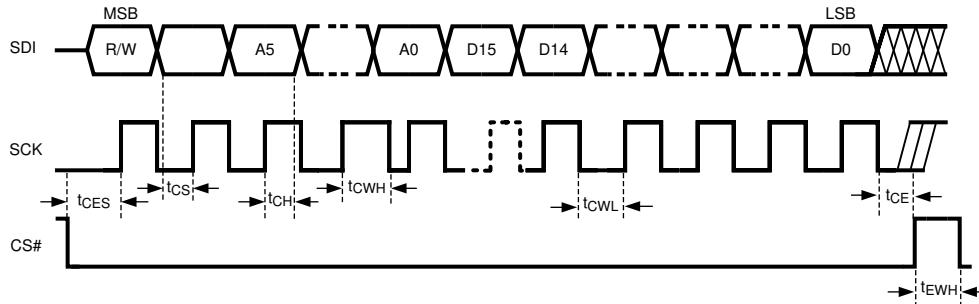 MSB LSB
SDI R/W A5 A0 D15 D14 D0
SCK
tCES tCS tCH tCWH tCWL tCE
CS#
tEWH